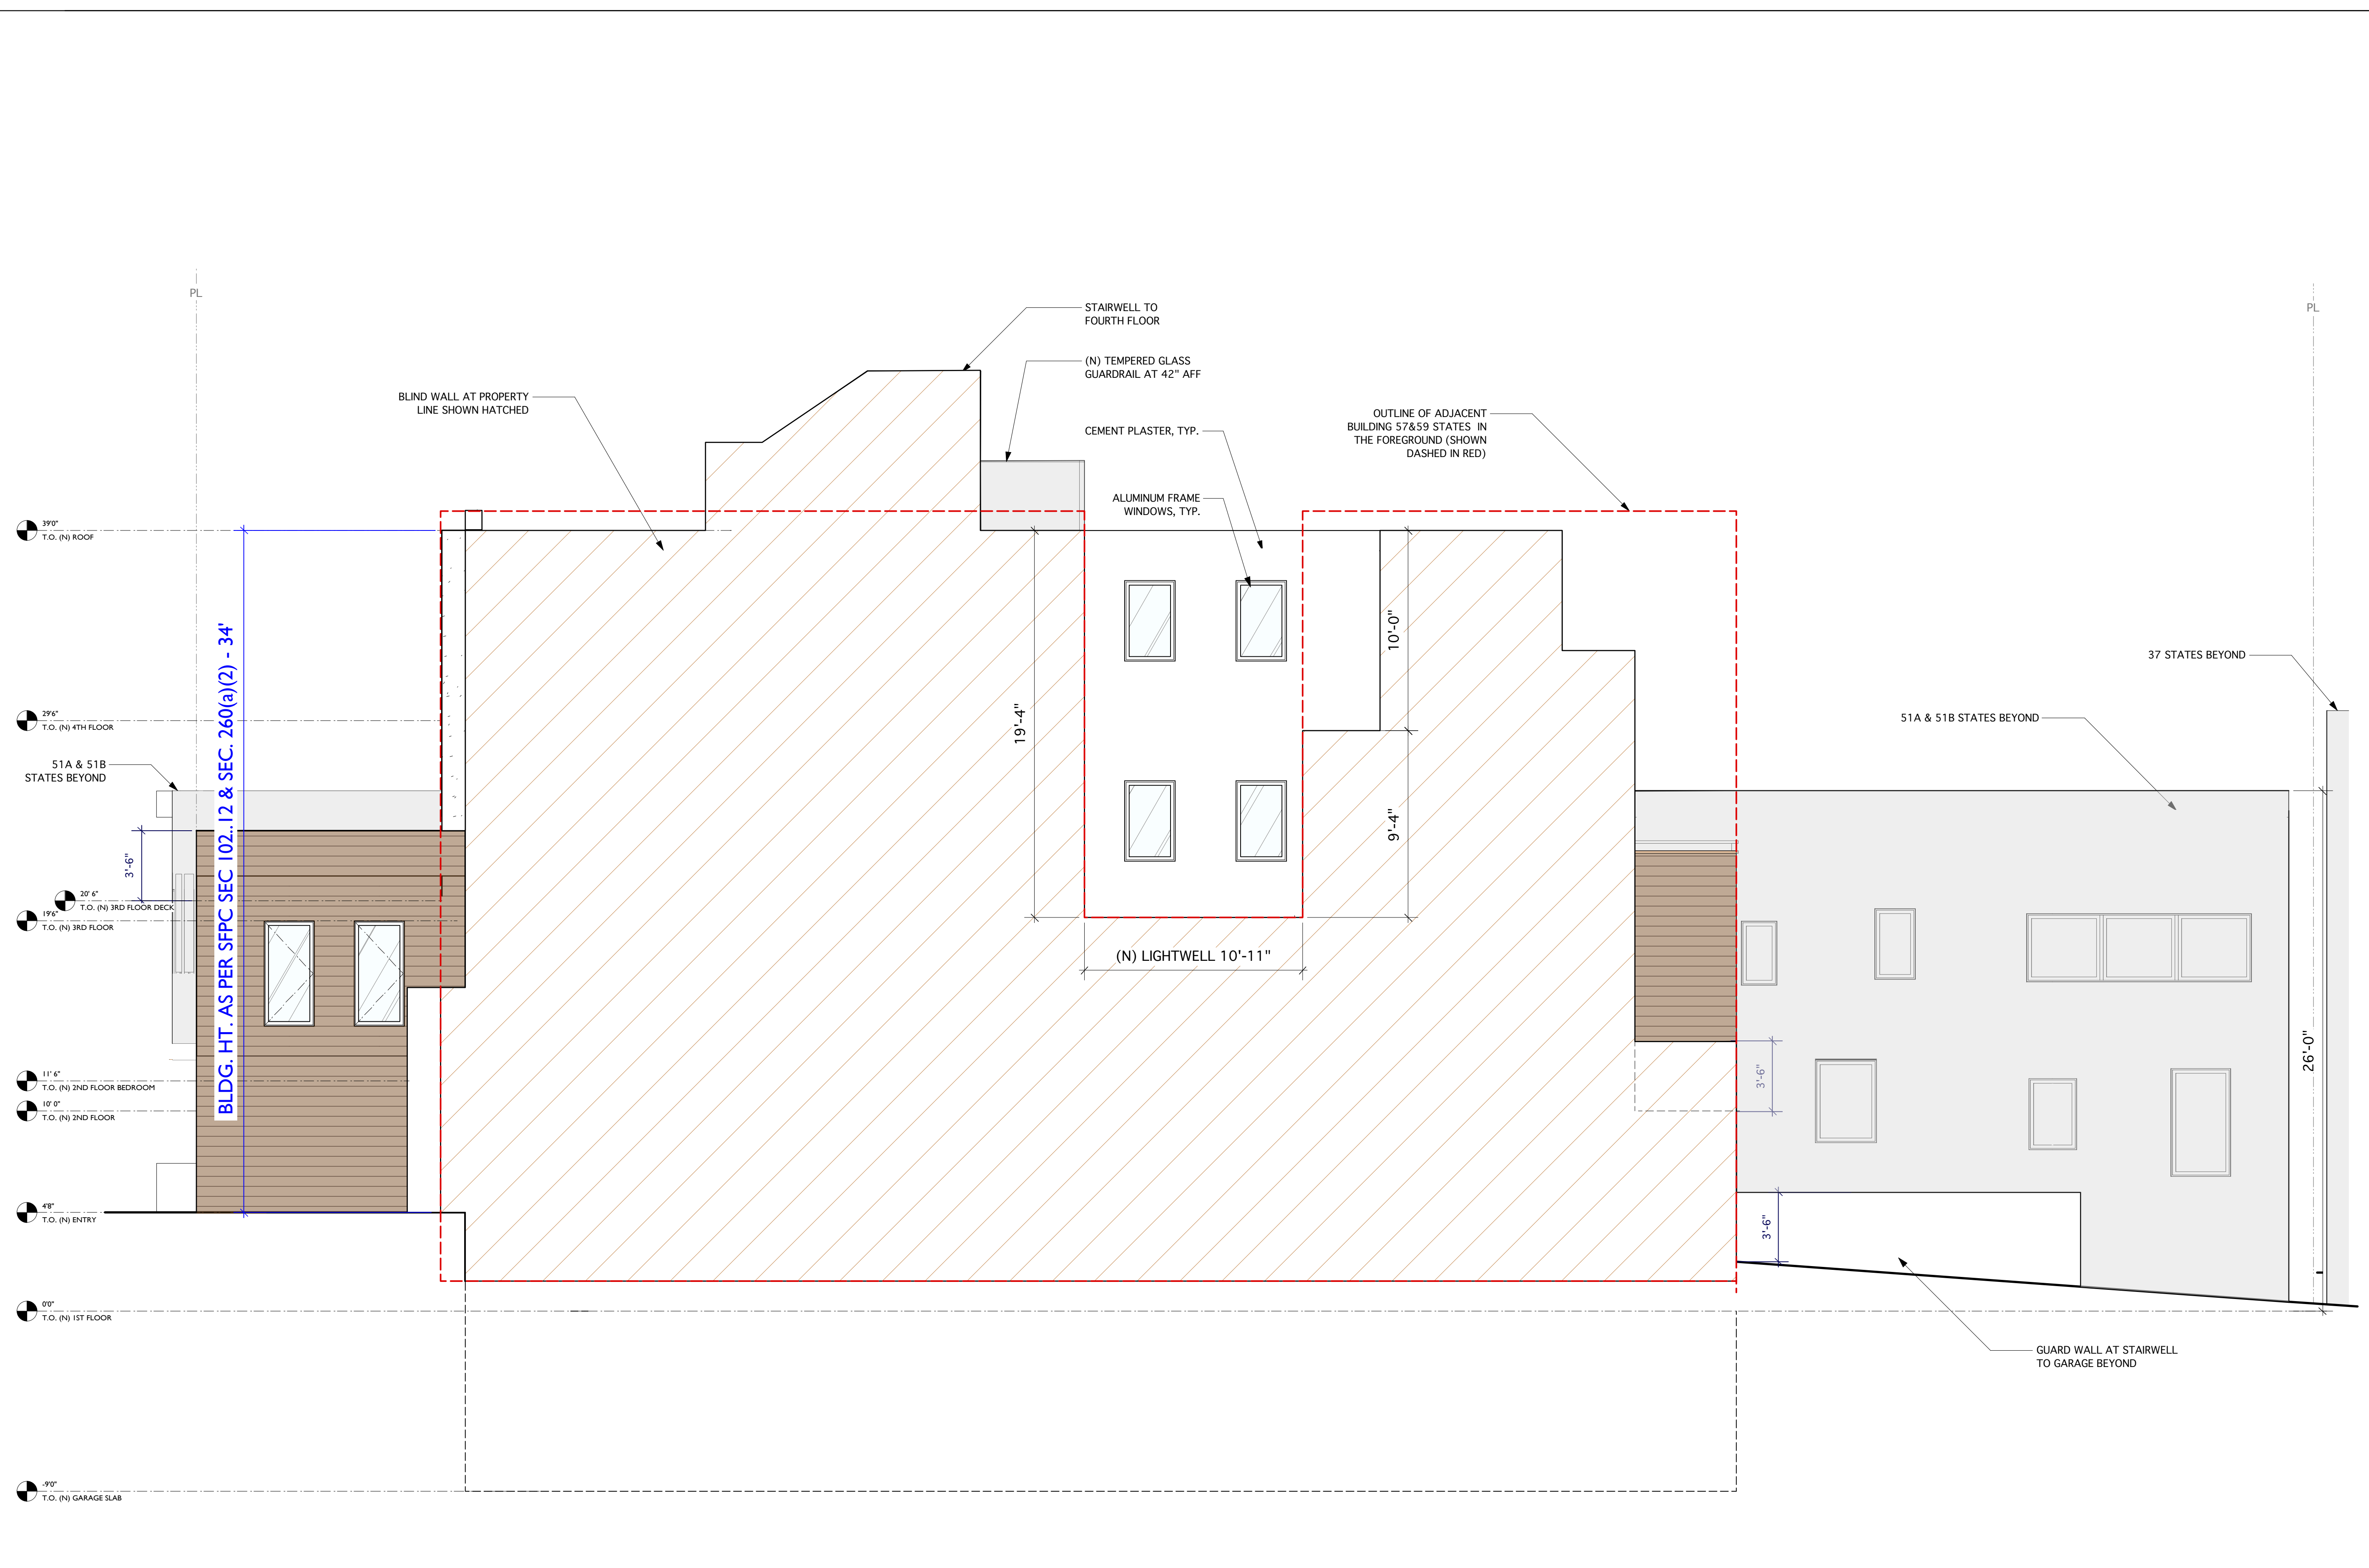 PL
PL
STAIRWELL TO
FOURTH FLOOR
(N) TEMPERED GLASS
GUARDRAIL AT 42" AFF
BLIND WALL AT PROPERTY
LINE SHOWN HATCHED
CEMENT PLASTER, TYP.
OUTLINE OF ADJACENT
BUILDING 57&59 STATES IN
THE FOREGROUND (SHOWN
DASHED IN RED)
ALUMINUM FRAME
WINDOWS, TYP.
39'0"
T.O. (N) ROOF
BLDG. HT. AS PER SFPC SEC 102..12 & SEC. 260(a)(2) - 34'
10'-0"
37 STATES BEYOND
29'6"
T.O. (N) 4TH FLOOR
19'-4"
51A & 51B STATES BEYOND
51A & 51B
STATES BEYOND
9'-4"
3'-6"
20' 6"
T.O. (N) 3RD FLOOR DECK
19'6"
T.O. (N) 3RD FLOOR
(N) LIGHTWELL 10'-11"
26'-0"
3'-6"
11' 6"
T.O. (N) 2ND FLOOR BEDROOM
10' 0"
T.O. (N) 2ND FLOOR
4'8"
T.O. (N) ENTRY
3'-6"
0'0"
T.O. (N) 1ST FLOOR
GUARD WALL AT STAIRWELL
TO GARAGE BEYOND
-9'0"
T.O. (N) GARAGE SLAB